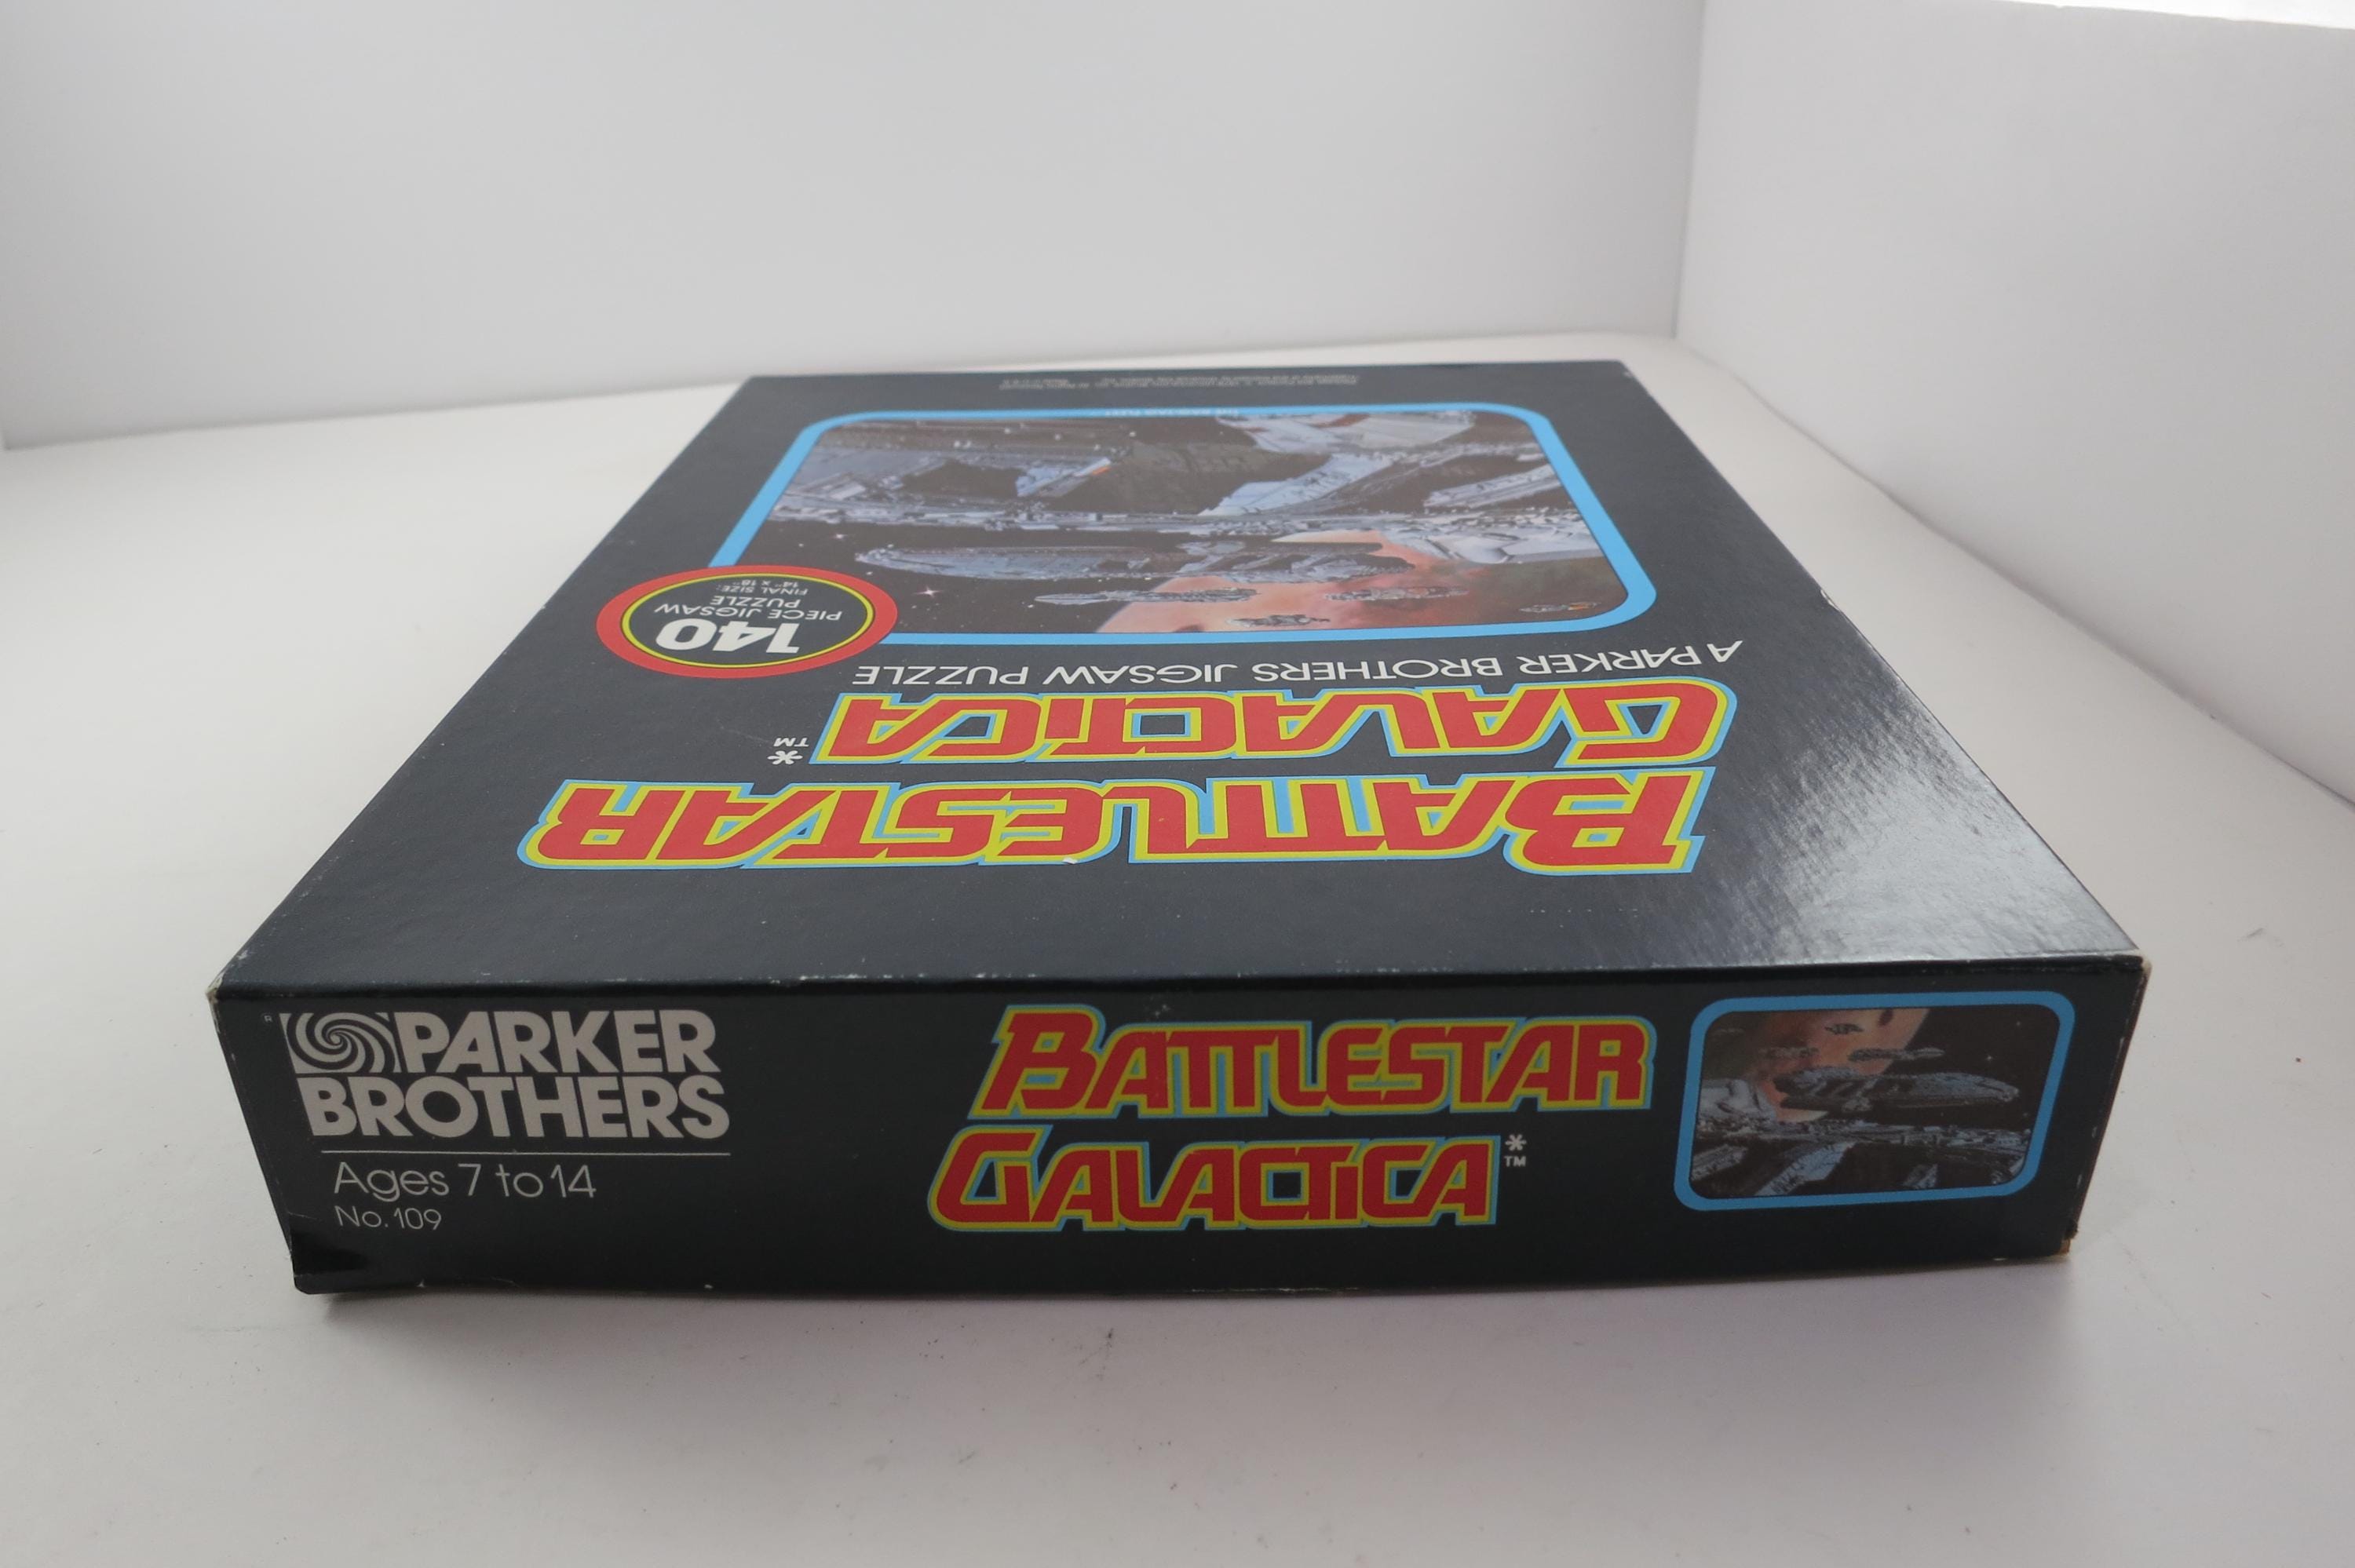 BATTLESTAR
GALACTICA
*
TM
A PARKER BROTHERS JIGSAW PUZZLE
140
PIECE JIGSAW
PUZZLE
FINAL SIZE:
14" x 18"
PARKER
BROTHERS
Ages 7 to 14
No. 109
BATTLESTAR
GALACTICA
*
TM